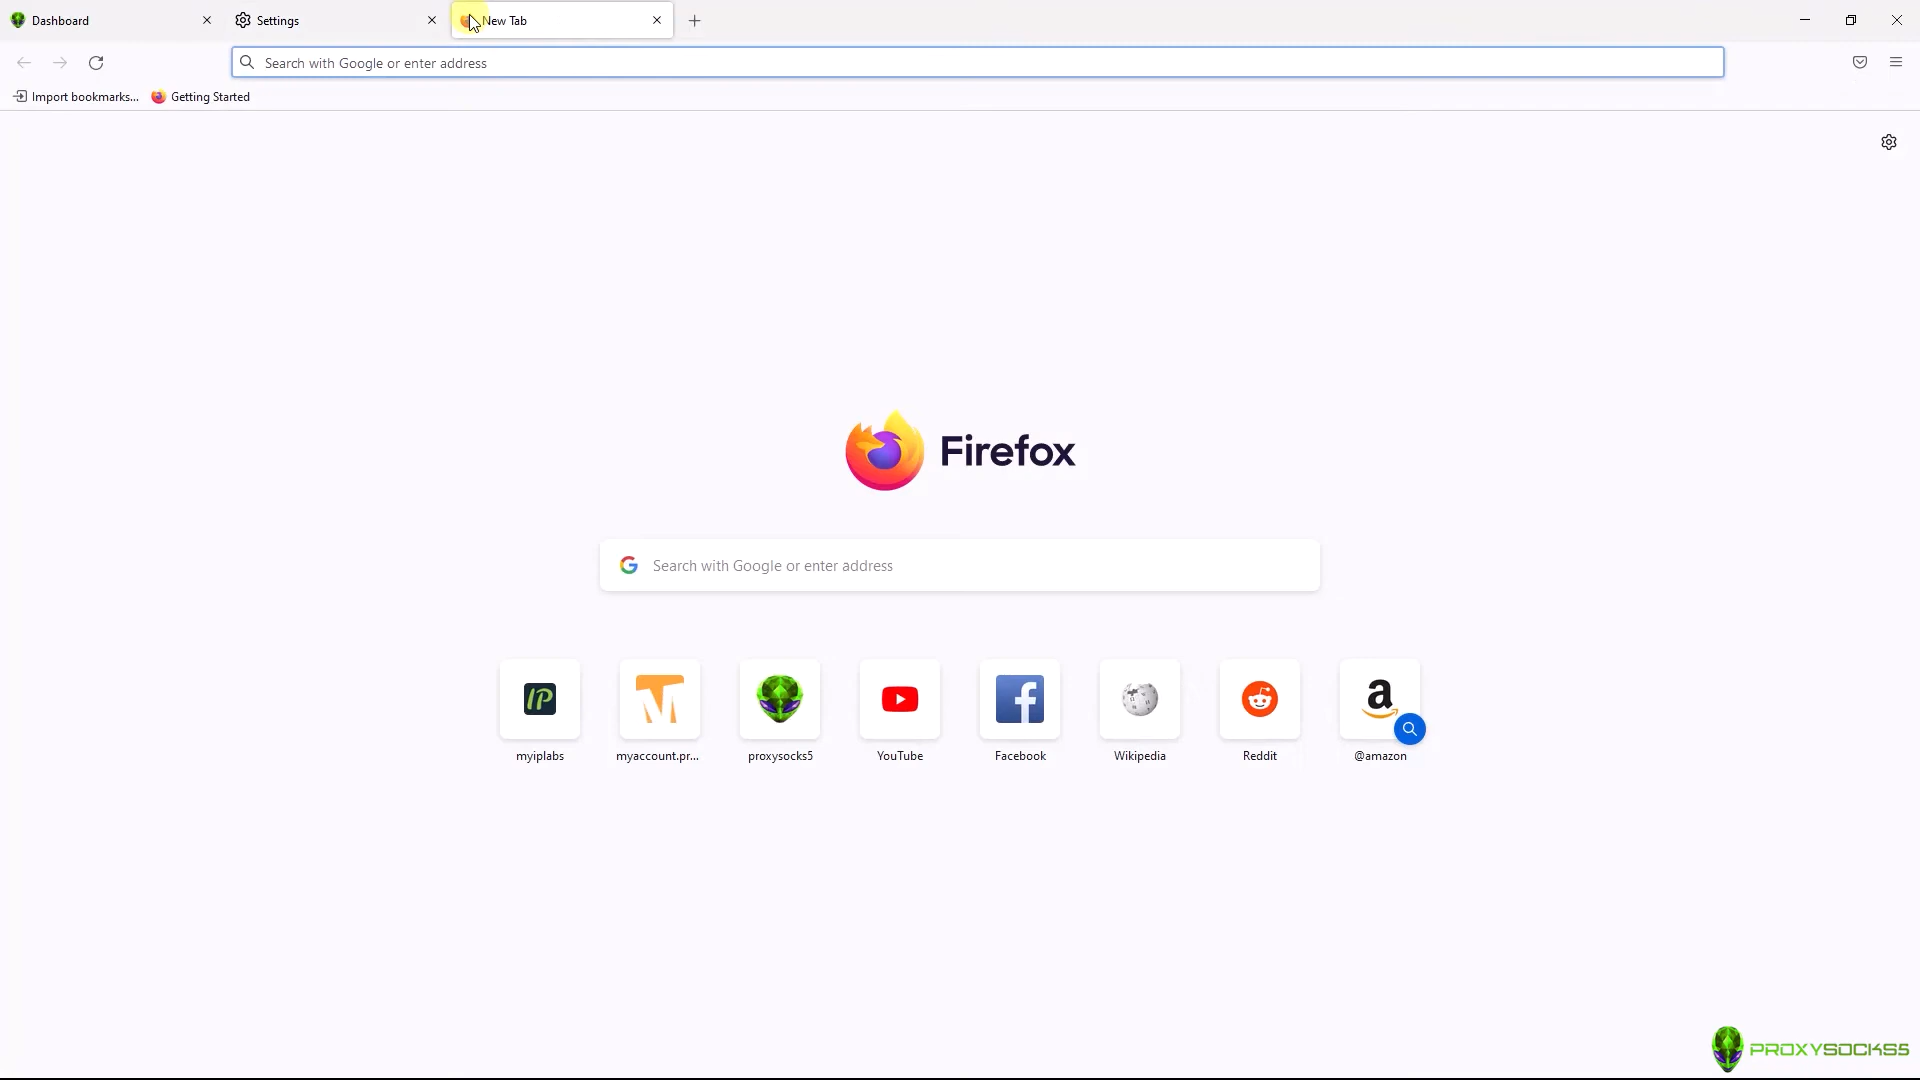 Dashboard
Settings
New Tab
Search with Google or enter address
Import bookmarks...
Getting Started
Firefox
Search with Google or enter address
myiplabs
myaccount.pr...
proxysocks5
YouTube
Facebook
Wikipedia
Reddit
@amazon
PROXYSOCKS5